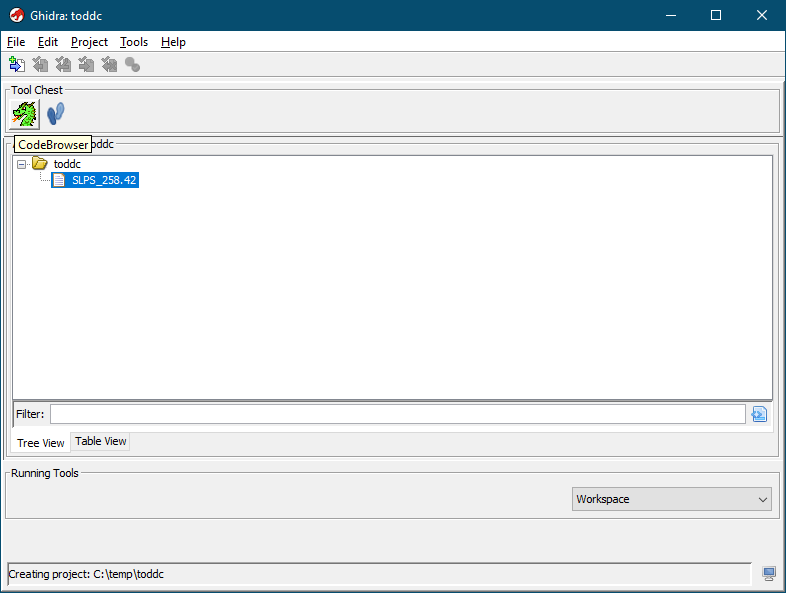 Ghidra: toddc
File Edit Project Tools Help
Tool Chest
CodeBrowser
oddc
toddc
SLPS_258.42
Filter:
Tree View Table View
Running Tools
Workspace
Creating project: C:\temp\toddc